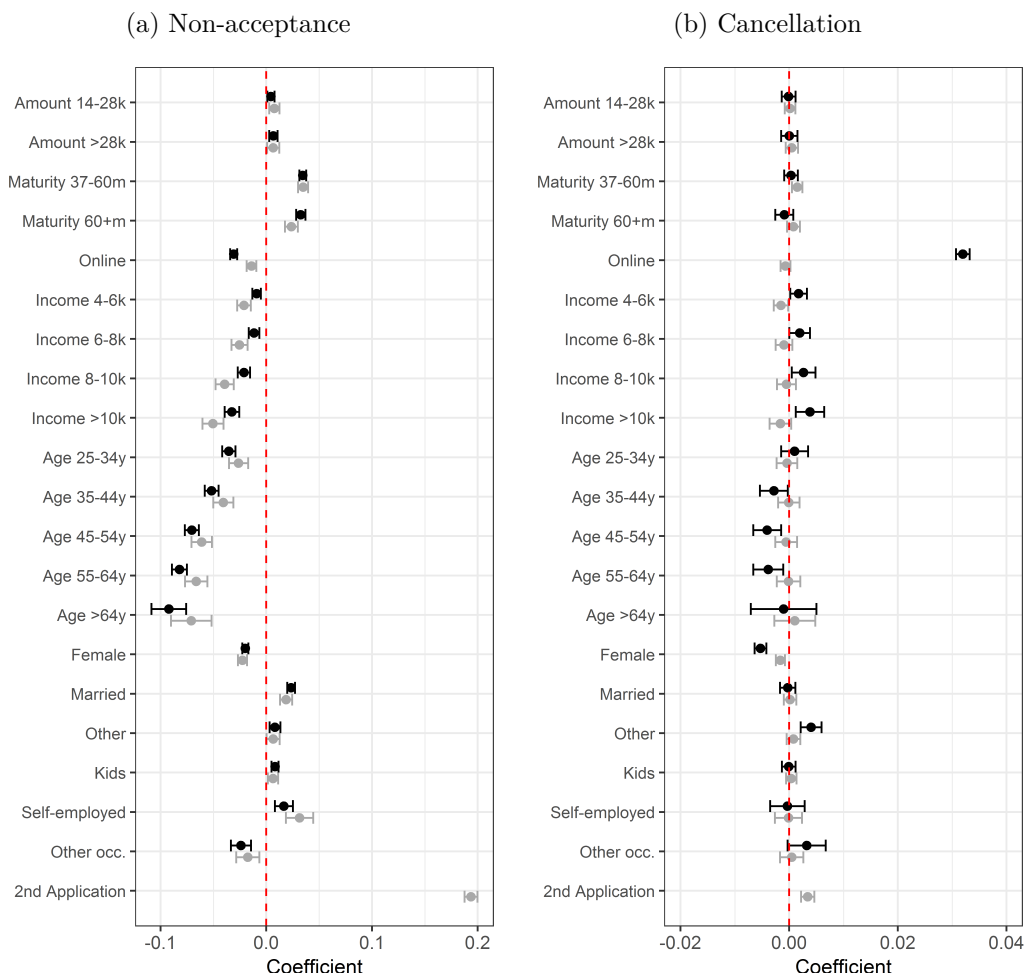 (a) Non-acceptance
Amount 14-28k
Amount >28k
Maturity 37-60m
Maturity 60+m
Online
Income 4-6k
Income 6-8k
Income 8-10k
Income >10k
Age 25-34y
Age 35-44y
Age 45-54y
Age 55-64y
Age >64y
Female
Married
Other
Kids
Self-employed
Other occ.
2nd Application
-0.1 0.0 0.1 0.2
Coefficient
(b) Cancellation
Amount 14-28k
Amount >28k
Maturity 37-60m
Maturity 60+m
Online
Income 4-6k
Income 6-8k
Income 8-10k
Income >10k
Age 25-34y
Age 35-44y
Age 45-54y
Age 55-64y
Age >64y
Female
Married
Other
Kids
Self-employed
Other occ.
2nd Application
-0.02 0.00 0.02 0.04
Coefficient